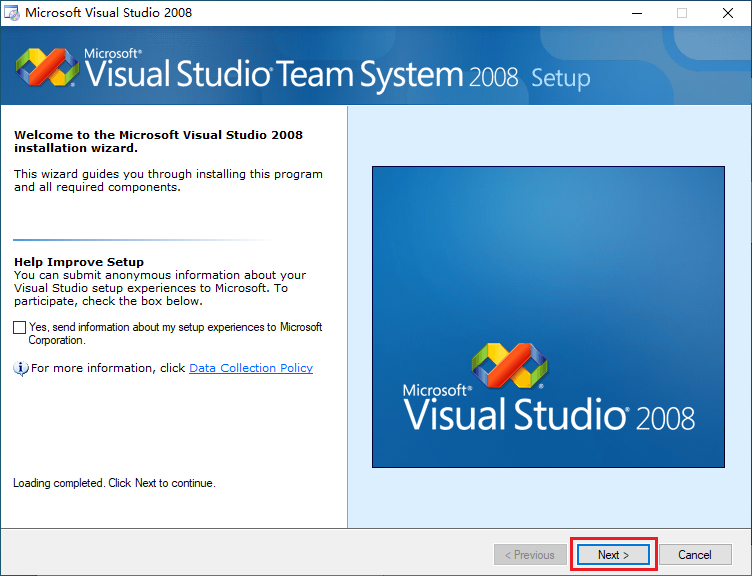 Microsoft Visual Studio 2008
Microsoft®
Visual Studio® Team System 2008 Setup
Welcome to the Microsoft Visual Studio 2008
installation wizard.
This wizard guides you through installing this program
and all required components.
Help Improve Setup
You can submit anonymous information about your
Visual Studio setup experiences to Microsoft. To
participate, check the box below.
Yes, send information about my setup experiences to Microsoft
Corporation.
For more information, click Data Collection Policy
Microsoft®
Visual Studio® 2008
Loading completed. Click Next to continue.
< Previous
Next >
Cancel